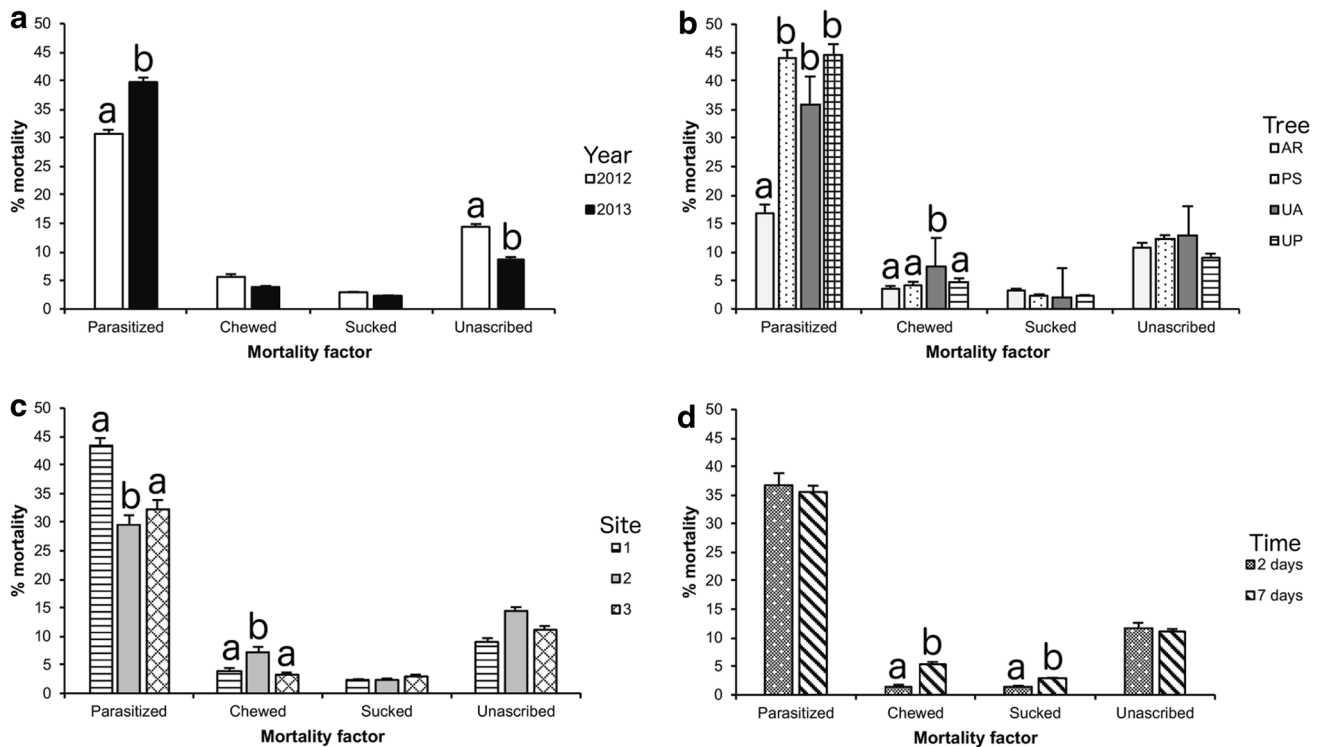 a
50
45
40
35
30
25
20
15
10
5
0
% mortality
a b
a b
Parasitized Chewed Sucked Unascribed
Mortality factor
Year
2012
2013
b
50
45
40
35
30
25
20
15
10
5
0
% mortality
a b b b
a a b a
Parasitized Chewed Sucked Unascribed
Mortality factor
Tree
AR
PS
UA
UP
c
50
45
40
35
30
25
20
15
10
5
0
% mortality
a b a
a b a
Parasitized Chewed Sucked Unascribed
Mortality factor
Site
1
2
3
d
50
45
40
35
30
25
20
15
10
5
0
% mortality
a b
a b
Parasitized Chewed Sucked Unascribed
Mortality factor
Time
2 days
7 days